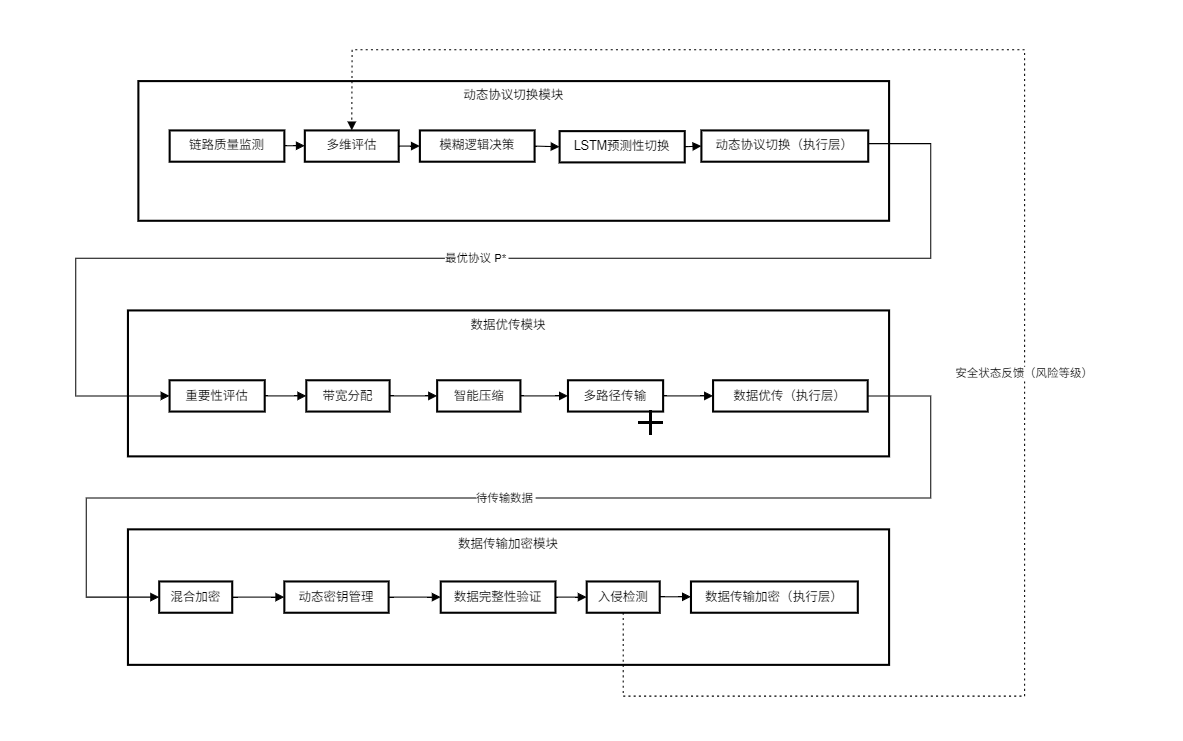 动态协议切换模块
链路质量监测
多维评估
模糊逻辑决策
LSTM预测性切换
动态协议切换（执行层）
最优协议 P*
数据优传模块
安全状态反馈（风险等级）
重要性评估
带宽分配
智能压缩
多路径传输
数据优传（执行层）
待传输数据
数据传输加密模块
混合加密
动态密钥管理
数据完整性验证
入侵检测
数据传输加密（执行层）